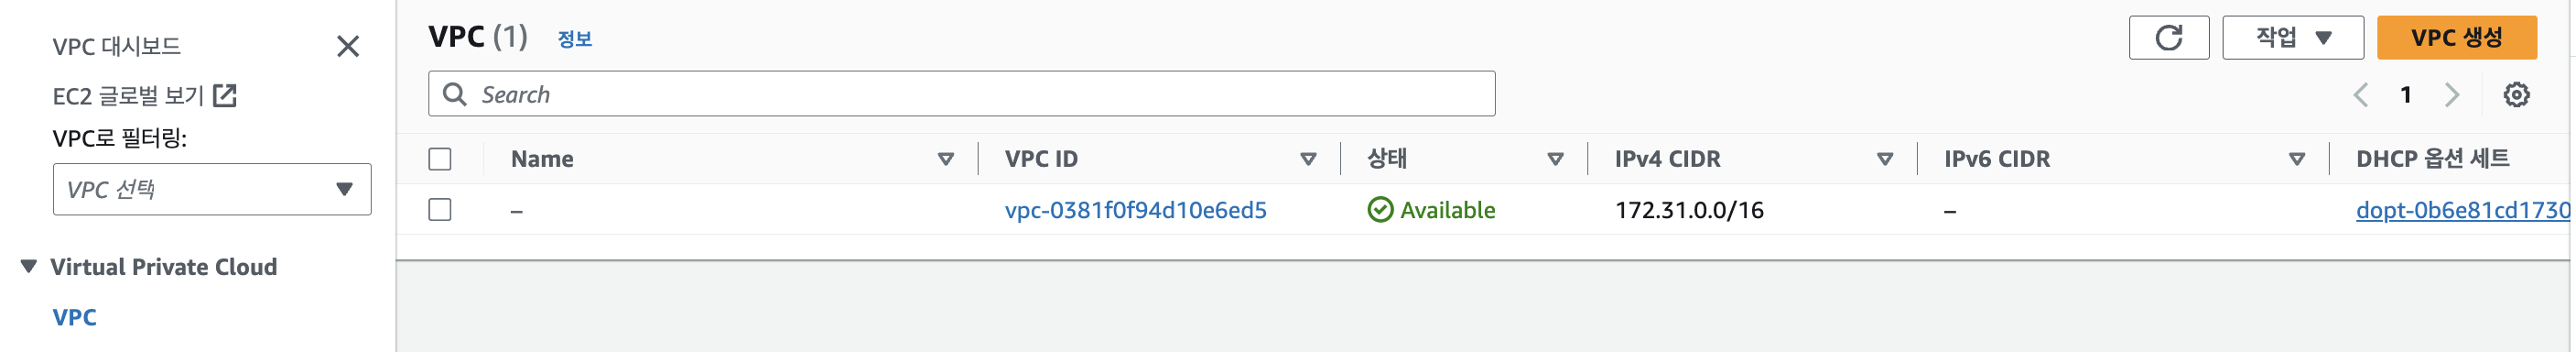 VPC 대시보드
EC2 글로벌 보기
VPC로 필터링:
VPC 선택
Virtual Private Cloud
VPC
VPC (1) 정보
작업
VPC 생성
Search
1
Name VPC ID 상태 IPv4 CIDR IPv6 CIDR DHCP 옵션 세트
– vpc-0381f0f94d10e6ed5 Available 172.31.0.0/16 – dopt-0b6e81cd1730